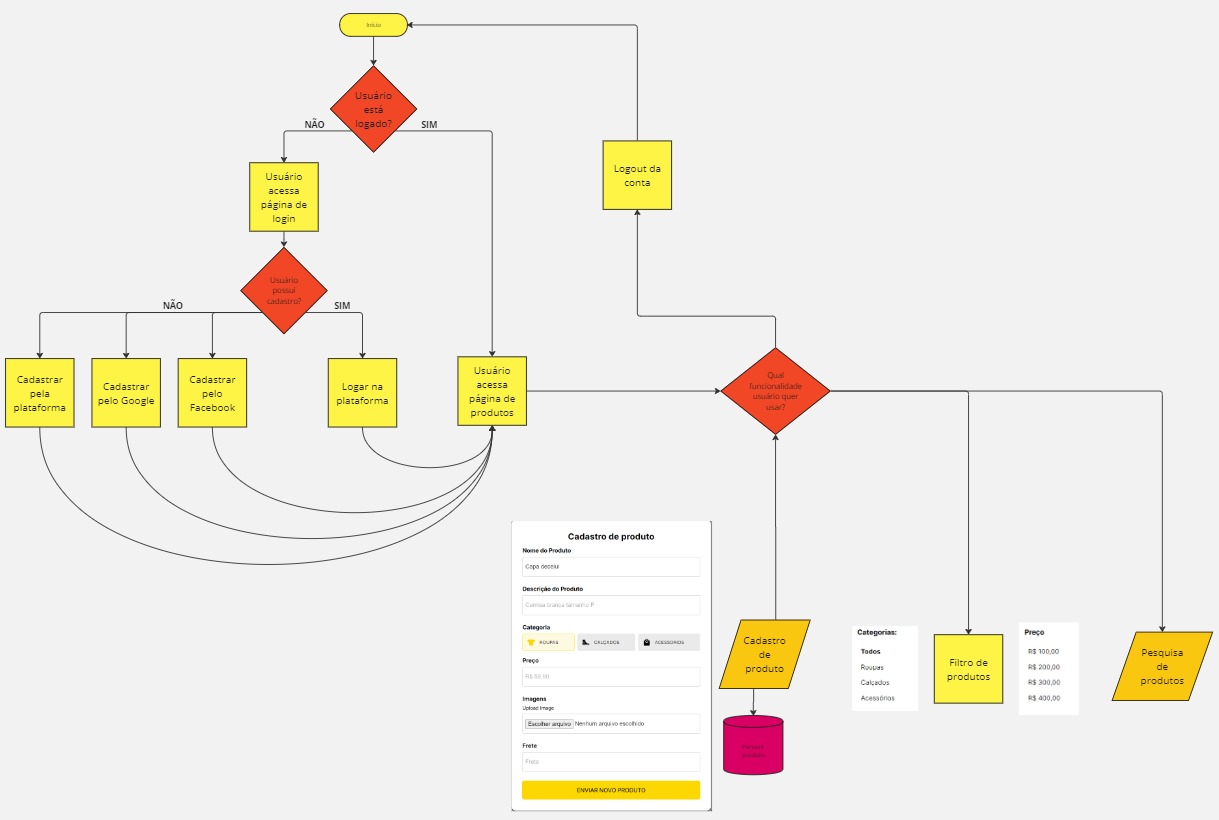 Início
Usuário
está
logado?
NÃO
SIM
Usuário
acessa
página de
login
Logout da
conta
Usuário
possui
cadastro?
NÃO
SIM
Cadastrar
pela
plataforma
Cadastrar
pelo Google
Cadastrar
pelo
Facebook
Logar na
plataforma
Usuário
acessa
página de
produtos
Qual
funcionalidade
usuário quer
usar?
Cadastro de produto
Nome do Produto
Capa deceiui
Descrição do Produto
Camisa branca tamanho P
Categoria
ROUPAS
CALÇADOS
ACESSÓRIOS
Preço
R$ 50,00
Imagens
Upload Image
Escolher arquivo Nenhum arquivo escolhido
Frete
Frete
ENVIAR NOVO PRODUTO
Cadastro
de
produto
Categorias:
Todos
Roupas
Calçados
Acessórios
Filtro de
produtos
Preço
R$ 100,00
R$ 200,00
R$ 300,00
R$ 400,00
Pesquisa
de
produtos